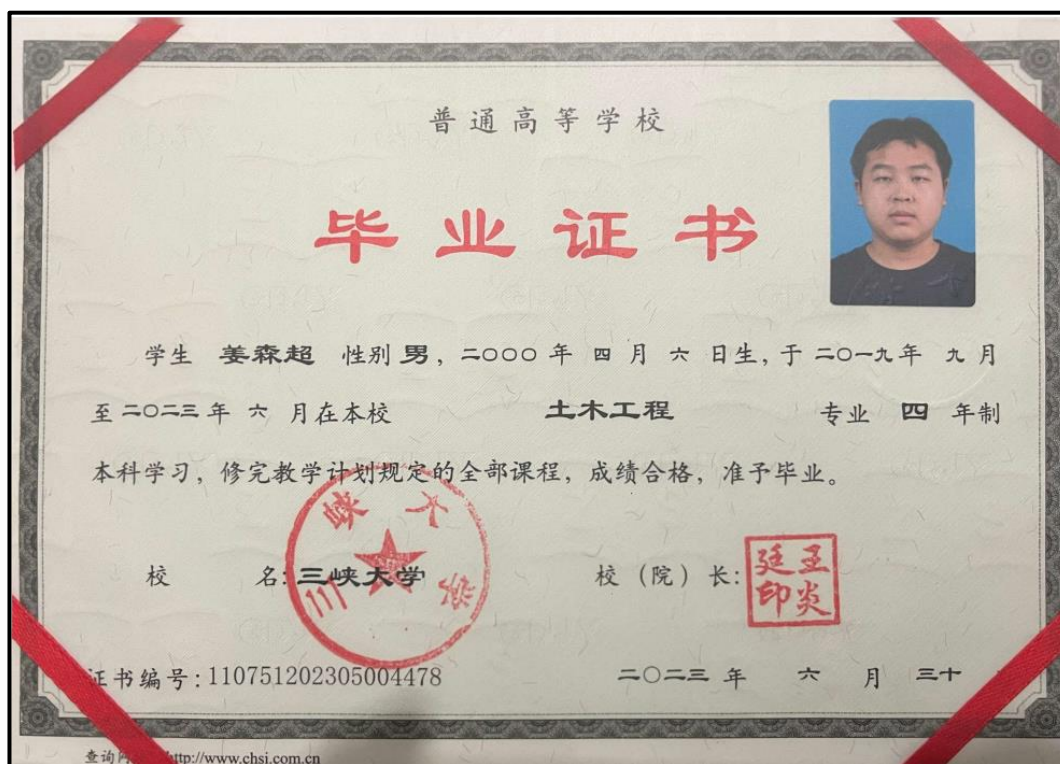 普通高等学校
毕业证书
学生 姜森超 性别 男，二〇〇〇 年 四 月 六 日生，于 二〇一九年 九 月
至 二〇二三 年 六 月在本校 土木工程 专业 四 年制
本科学习，修完教学计划规定的全部课程，成绩合格，准予毕业。
三峡大学
校 名：三峡大学 校（院）长：
王炎廷印
证书编号：110751202305004478 二〇二三 年 六 月 三十
查询 http://www.chsi.com.cn